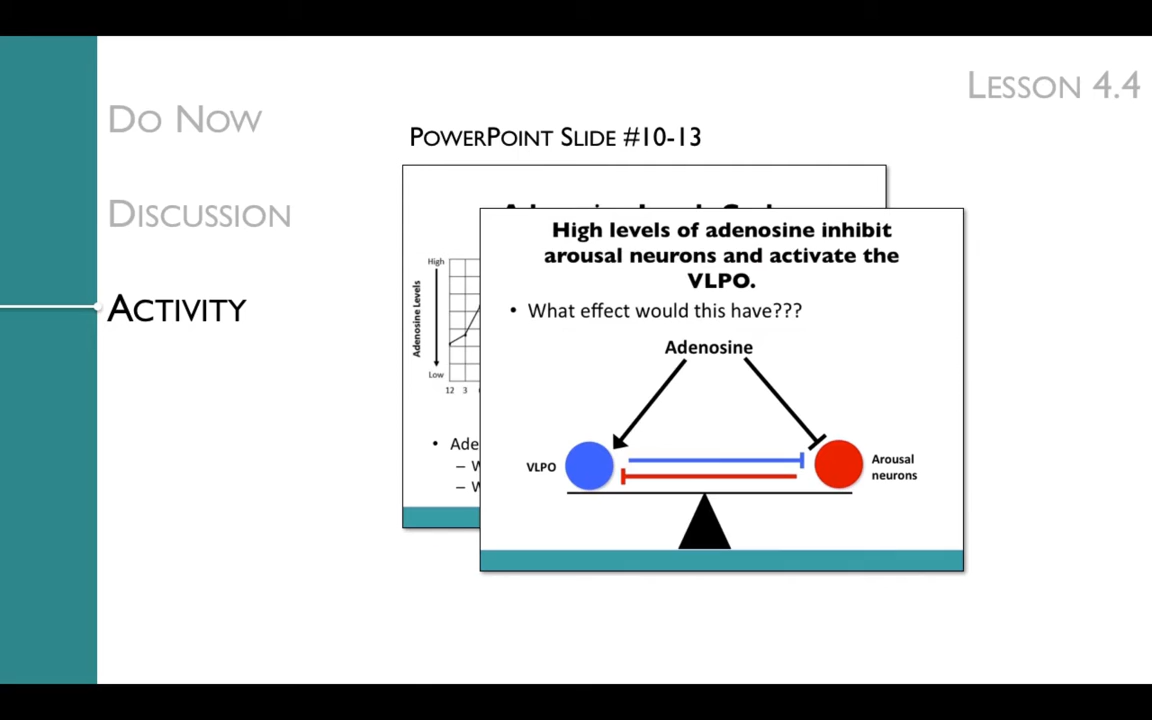 LESSON 4.4
DO NOW
DISCUSSION
ACTIVITY
POWERPOINT SLIDE #10-13
High
Adenosine Levels
Low
12 3
• Ade
–
–
High levels of adenosine inhibit
arousal neurons and activate the
VLPO.
• What effect would this have???
Adenosine
VLPO
Arousal
neurons